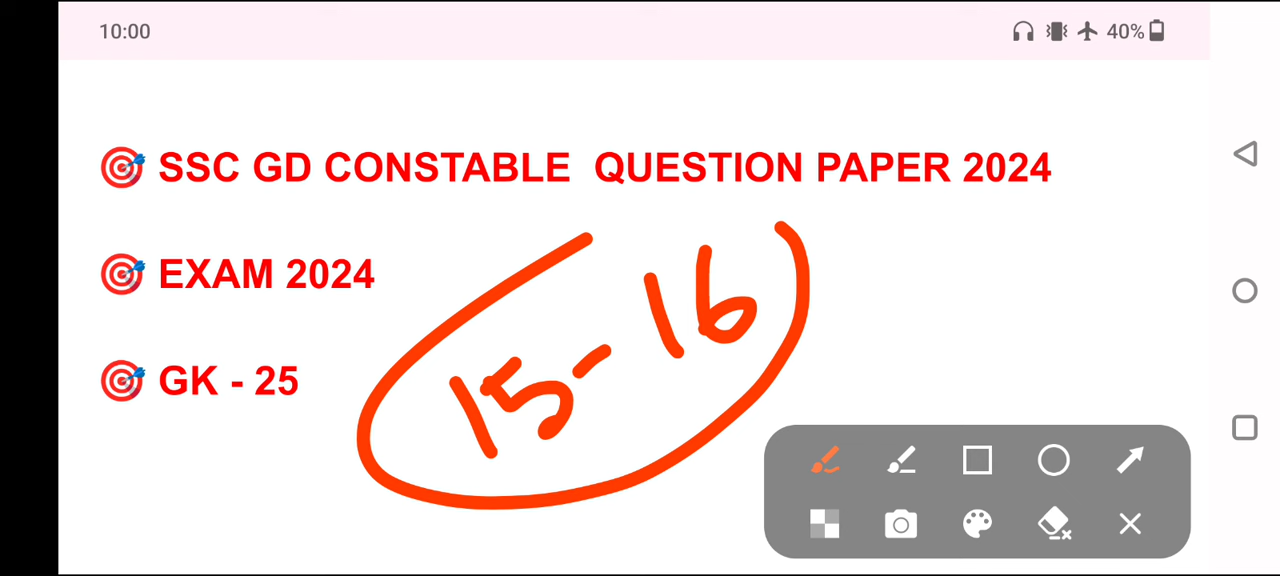 10:00
40%
🎯 SSC GD CONSTABLE QUESTION PAPER 2024
🎯 EXAM 2024
🎯 GK - 25
15-16